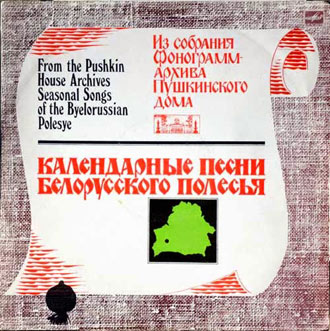 From the Pushkin
House Archives
Seasonal Songs
of the Byelorussian
Polesye
Из собрания
Фонограмм-
архива
Пушкинского
дома
КАЛЕНДАРНЫЕ ПЕСНИ
БЕЛОРУССКОГО ПОЛЕСЬЯ